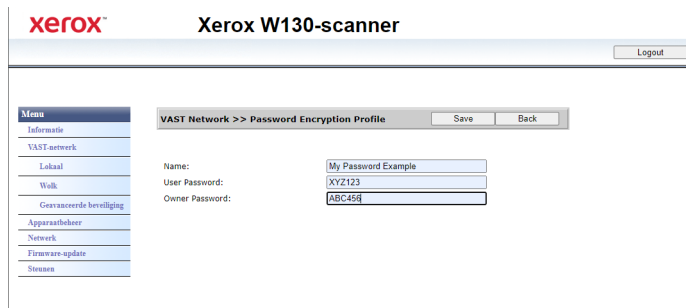 xerox™ Xerox W130-scanner
Logout
Menu
Informatie
VAST-netwerk
Lokaal
Wolk
Geavanceerde beveiliging
Apparaatbeheer
Netwerk
Firmware-update
Steunen
VAST Network >> Password Encryption Profile Save Back
Name: My Password Example
User Password: XYZ123
Owner Password: ABC456